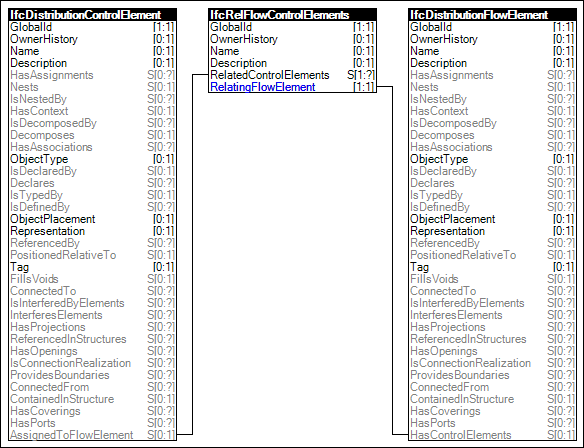 IfcDistributionControlElement
GlobalId [1:1]
OwnerHistory [0:1]
Name [0:1]
Description [0:1]
HasAssignments S[0:?]
Nests S[0:1]
IsNestedBy S[0:?]
HasContext S[0:1]
IsDecomposedBy S[0:?]
Decomposes S[0:1]
HasAssociations S[0:?]
ObjectType [0:1]
IsDeclaredBy S[0:1]
Declares S[0:?]
IsTypedBy S[0:1]
IsDefinedBy S[0:?]
ObjectPlacement [0:1]
Representation [0:1]
ReferencedBy S[0:?]
PositionedRelativeTo S[0:1]
Tag [0:1]
FillsVoids S[0:1]
ConnectedTo S[0:?]
IsInterferedByElements S[0:?]
InterferesElements S[0:?]
HasProjections S[0:?]
ReferencedInStructures S[0:?]
HasOpenings S[0:?]
IsConnectionRealization S[0:?]
ProvidesBoundaries S[0:?]
ConnectedFrom S[0:?]
ContainedInStructure S[0:1]
HasCoverings S[0:?]
HasPorts S[0:?]
AssignedToFlowElement S[0:1]
IfcRelFlowControlElements
GlobalId [1:1]
OwnerHistory [0:1]
Name [0:1]
Description [0:1]
RelatedControlElements S[1:?]
RelatingFlowElement [1:1]
IfcDistributionFlowElement
GlobalId [1:1]
OwnerHistory [0:1]
Name [0:1]
Description [0:1]
HasAssignments S[0:?]
Nests S[0:1]
IsNestedBy S[0:?]
HasContext S[0:1]
IsDecomposedBy S[0:?]
Decomposes S[0:1]
HasAssociations S[0:?]
ObjectType [0:1]
IsDeclaredBy S[0:1]
Declares S[0:?]
IsTypedBy S[0:1]
IsDefinedBy S[0:?]
ObjectPlacement [0:1]
Representation [0:1]
ReferencedBy S[0:?]
PositionedRelativeTo S[0:1]
Tag [0:1]
FillsVoids S[0:1]
ConnectedTo S[0:?]
IsInterferedByElements S[0:?]
InterferesElements S[0:?]
HasProjections S[0:?]
ReferencedInStructures S[0:?]
HasOpenings S[0:?]
IsConnectionRealization S[0:?]
ProvidesBoundaries S[0:?]
ConnectedFrom S[0:?]
ContainedInStructure S[0:1]
HasCoverings S[0:?]
HasPorts S[0:?]
HasControlElements S[0:1]